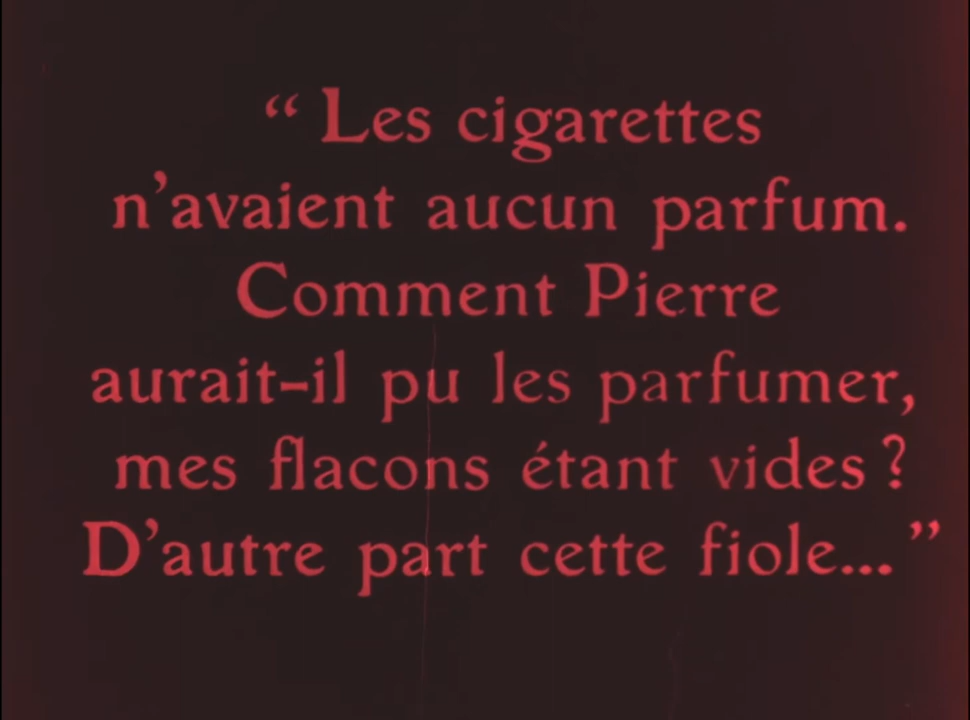 “ Les cigarettes
n’avaient aucun parfum.
Comment Pierre
aurait-il pu les parfumer,
mes flacons étant vides ?
D’autre part cette fiole... ”